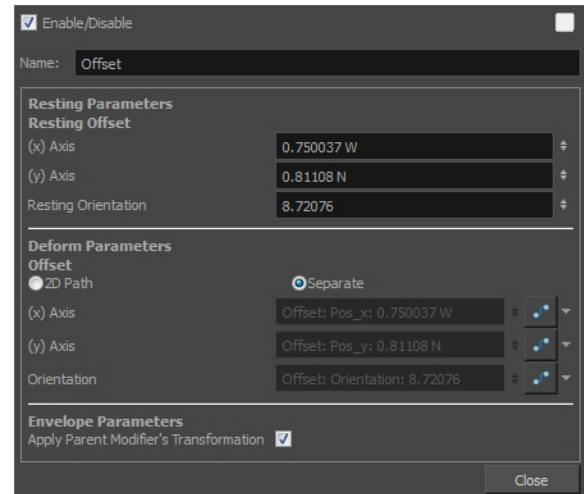 Enable/Disable
Name: Offset
Resting Parameters
Resting Offset
(x) Axis 0.750037 W
(y) Axis 0.81108 N
Resting Orientation 8.72076
Deform Parameters
Offset
2D Path Separate
(x) Axis Offset: Pos_x: 0.750037 W
(y) Axis Offset: Pos_y: 0.81108 N
Orientation Offset: Orientation: 8.72076
Envelope Parameters
Apply Parent Modifier's Transformation
Close